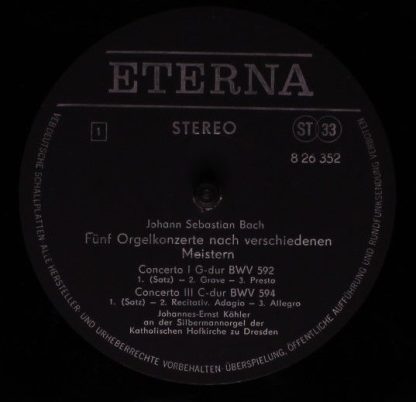 ETERNA
1
STEREO
ST 33
8 26 352
Johann Sebastian Bach
Fünf Orgelkonzerte nach verschiedenen
Meistern
Concerto I G-dur BWV 592
1. (Satz) – 2. Grave – 3. Presto
Concerto III C-dur BWV 594
1. (Satz) – 2. Recitativ. Adagio – 3. Allegro
Johannes-Ernst Köhler
an der Silbermannorgel der
Katholischen Hofkirche zu Dresden
VEB DEUTSCHE SCHALLPLATTEN ALLE HERSTELLER- UND URHEBERRECHTE VORBEHALTEN ÜBERSPIELUNG, ÖFFENTLICHE AUFFÜHRUNG UND RUNDFUNKSENDUNG VERBOTEN